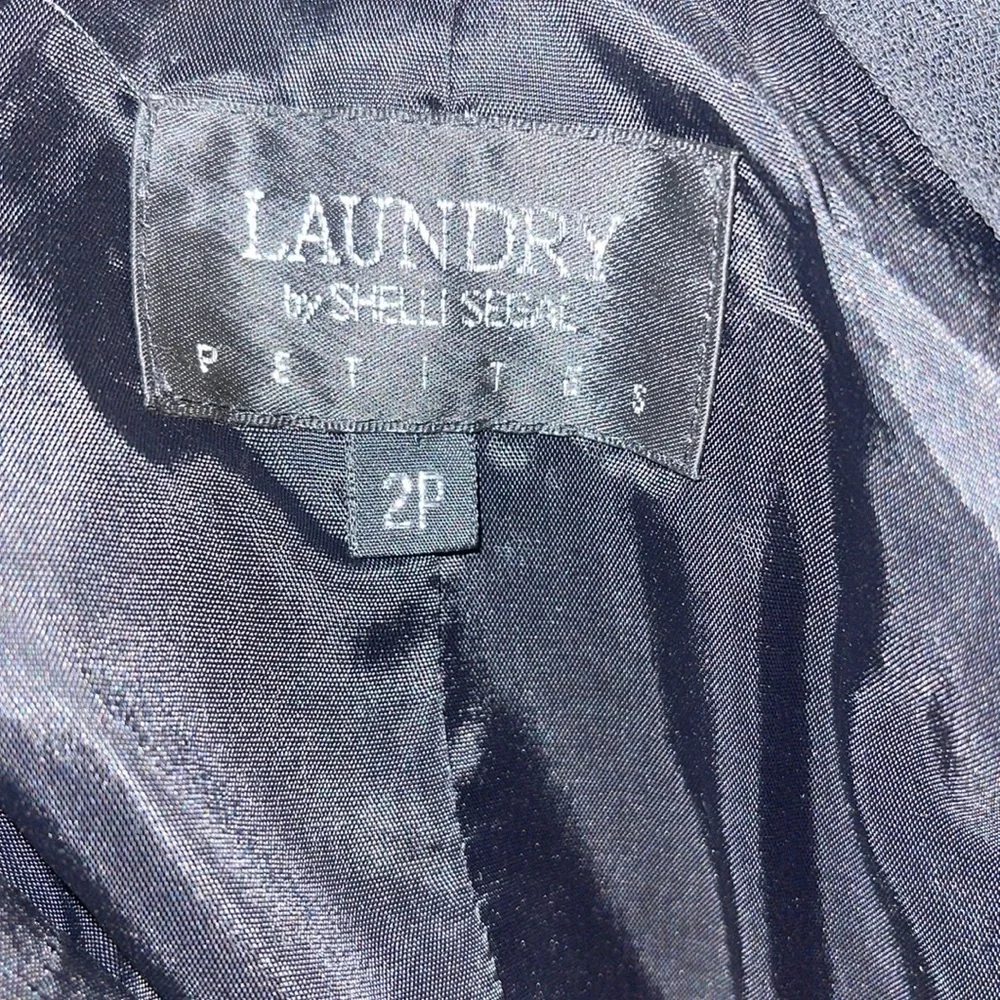 LAUNDRY
by SHELLI SEGAL
PETITES
2P